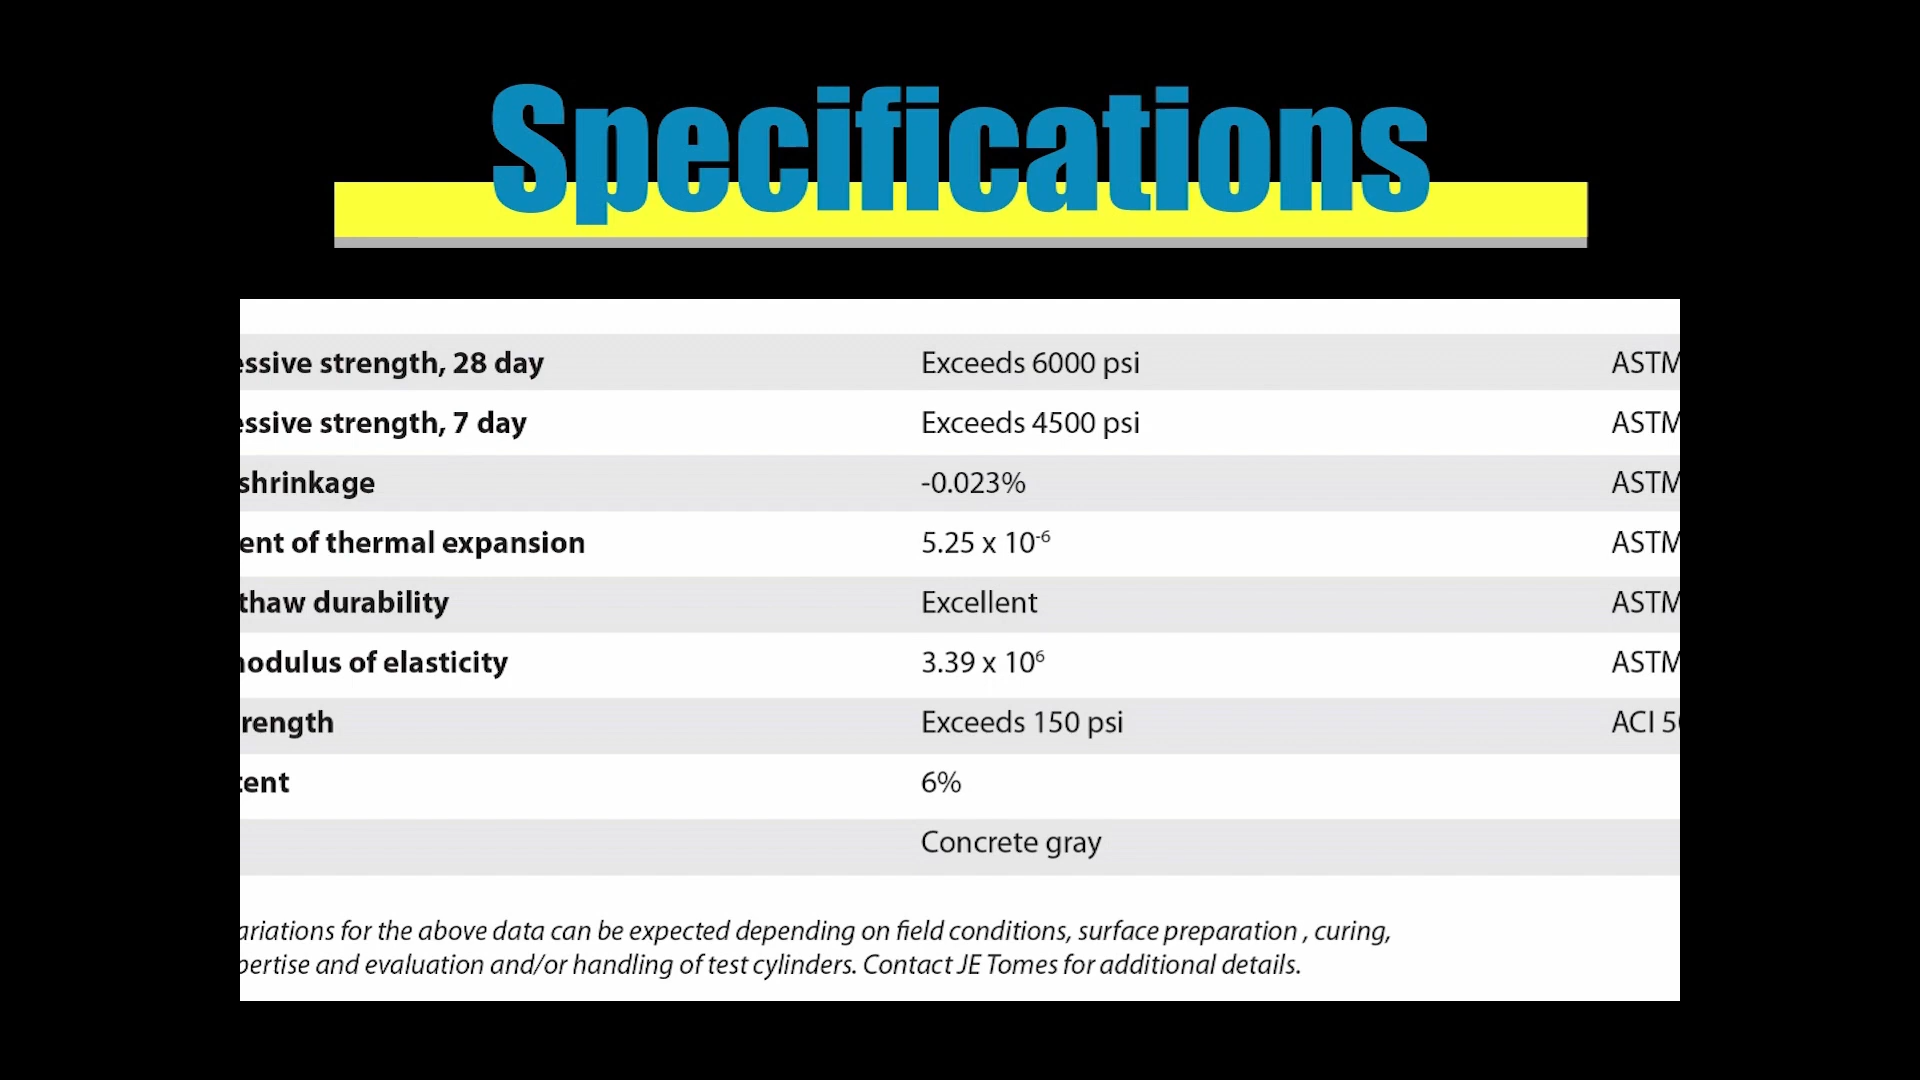 Specifications
essive strength, 28 day Exceeds 6000 psi ASTM
essive strength, 7 day Exceeds 4500 psi ASTM
shrinkage -0.023% ASTM
ent of thermal expansion 5.25 x 10⁻⁶ ASTM
thaw durability Excellent ASTM
odulus of elasticity 3.39 x 10⁶ ASTM
rength Exceeds 150 psi ACI 5
tent 6%
Concrete gray
ariations for the above data can be expected depending on field conditions, surface preparation , curing,
pertise and evaluation and/or handling of test cylinders. Contact JE Tomes for additional details.